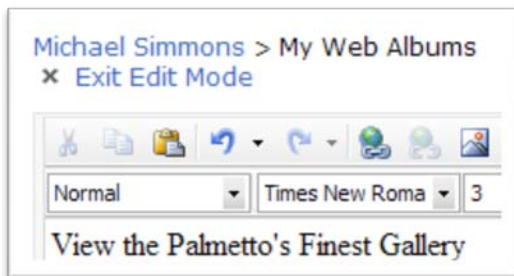 Michael Simmons > My Web Albums
× Exit Edit Mode
Normal Times New Roma 3
View the Palmetto's Finest Gallery